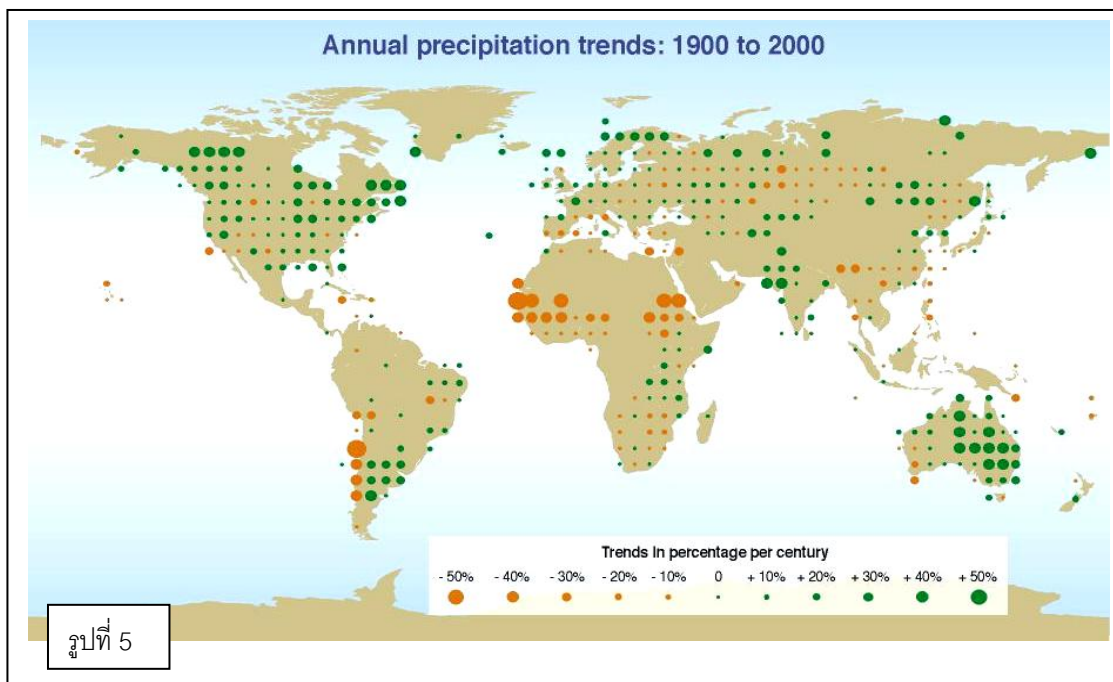 Annual precipitation trends: 1900 to 2000
Trends in percentage per century
- 50% - 40% - 30% - 20% - 10% 0 + 10% + 20% + 30% + 40% + 50%
รูปที่ 5